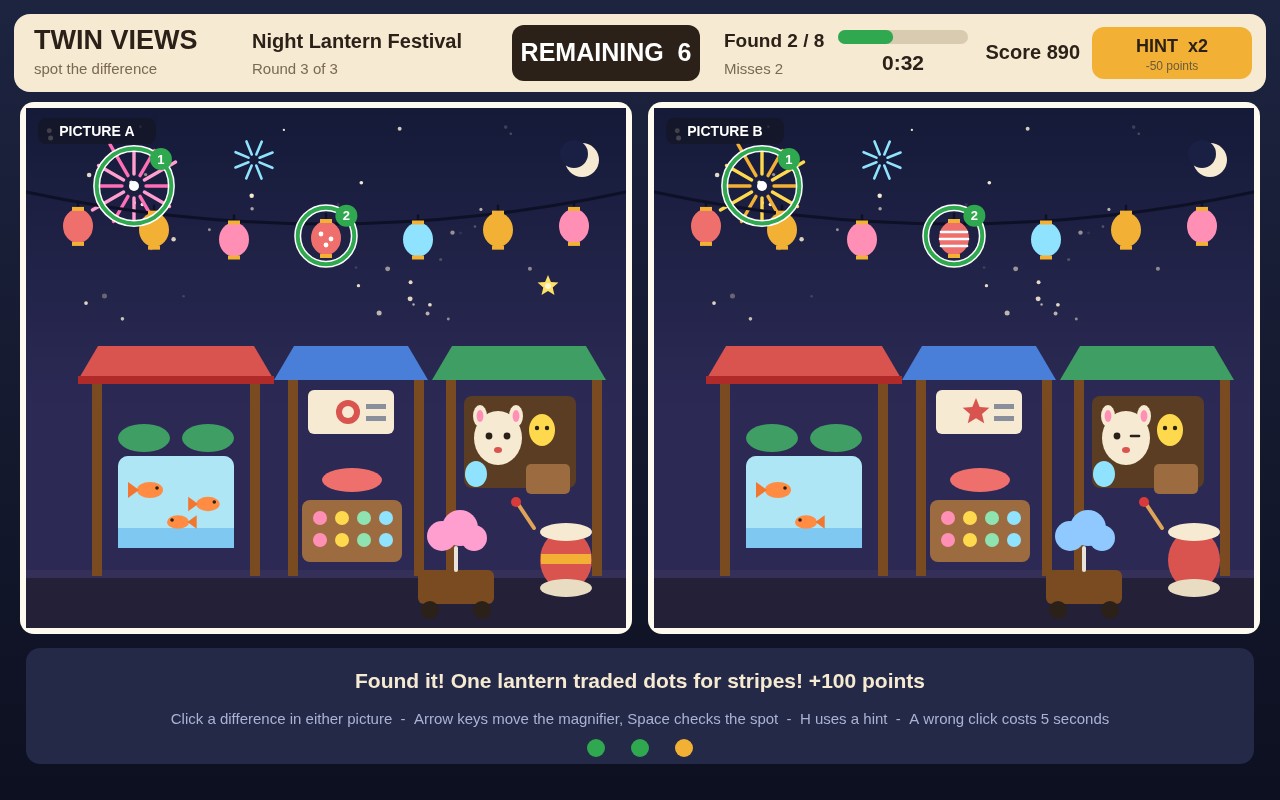 TWIN VIEWS
spot the difference
Night Lantern Festival
Round 3 of 3
REMAINING 6
Found 2 / 8
Misses 2
0:32
Score 890
HINT x2
-50 points
PICTURE A
1
2
PICTURE B
1
2
Found it! One lantern traded dots for stripes! +100 points
Click a difference in either picture - Arrow keys move the magnifier, Space checks the spot - H uses a hint - A wrong click costs 5 seconds